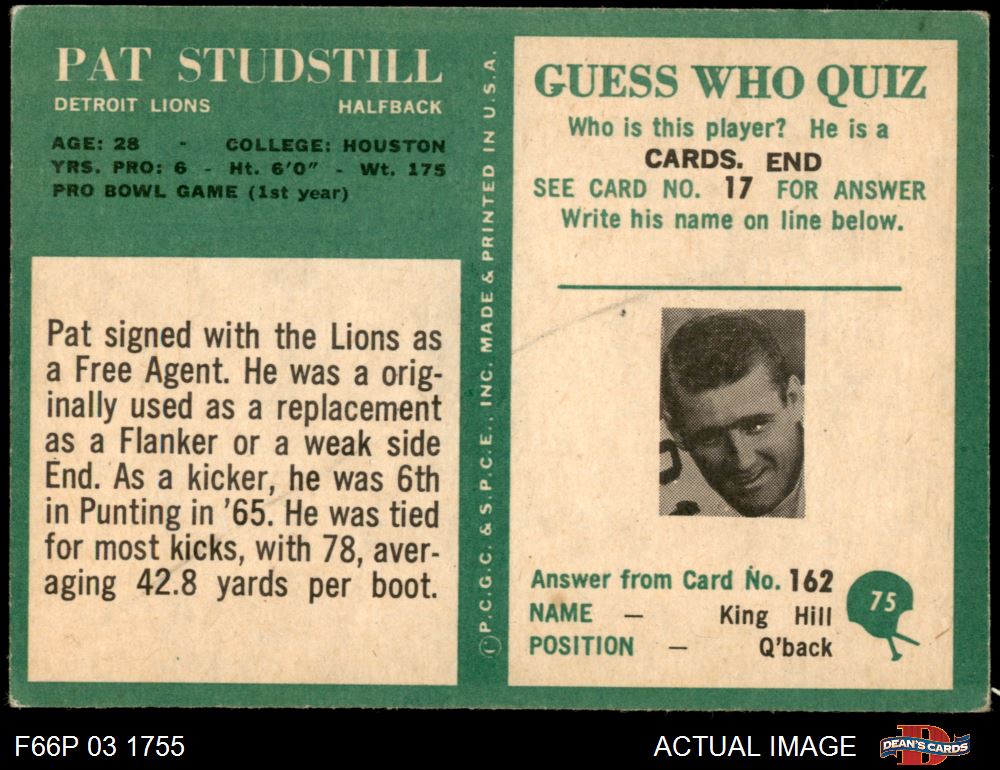 PAT STUDSTILL
DETROIT LIONS HALFBACK
AGE: 28 - COLLEGE: HOUSTON
YRS. PRO: 6 - Ht. 6'0" - Wt. 175
PRO BOWL GAME (1st year)
Pat signed with the Lions as
a Free Agent. He was a orig-
inally used as a replacement
as a Flanker or a weak side
End. As a kicker, he was 6th
in Punting in '65. He was tied
for most kicks, with 78, aver-
aging 42.8 yards per boot.
©P.C.G.C. & S.P.C.E., INC. MADE & PRINTED IN U.S.A.
GUESS WHO QUIZ
Who is this player? He is a
CARDS. END
SEE CARD NO. 17 FOR ANSWER
Write his name on line below.
Answer from Card No. 162
NAME — King Hill
POSITION — Q'back
75
F66P 03 1755
ACTUAL IMAGE
D
DEAN'S CARDS